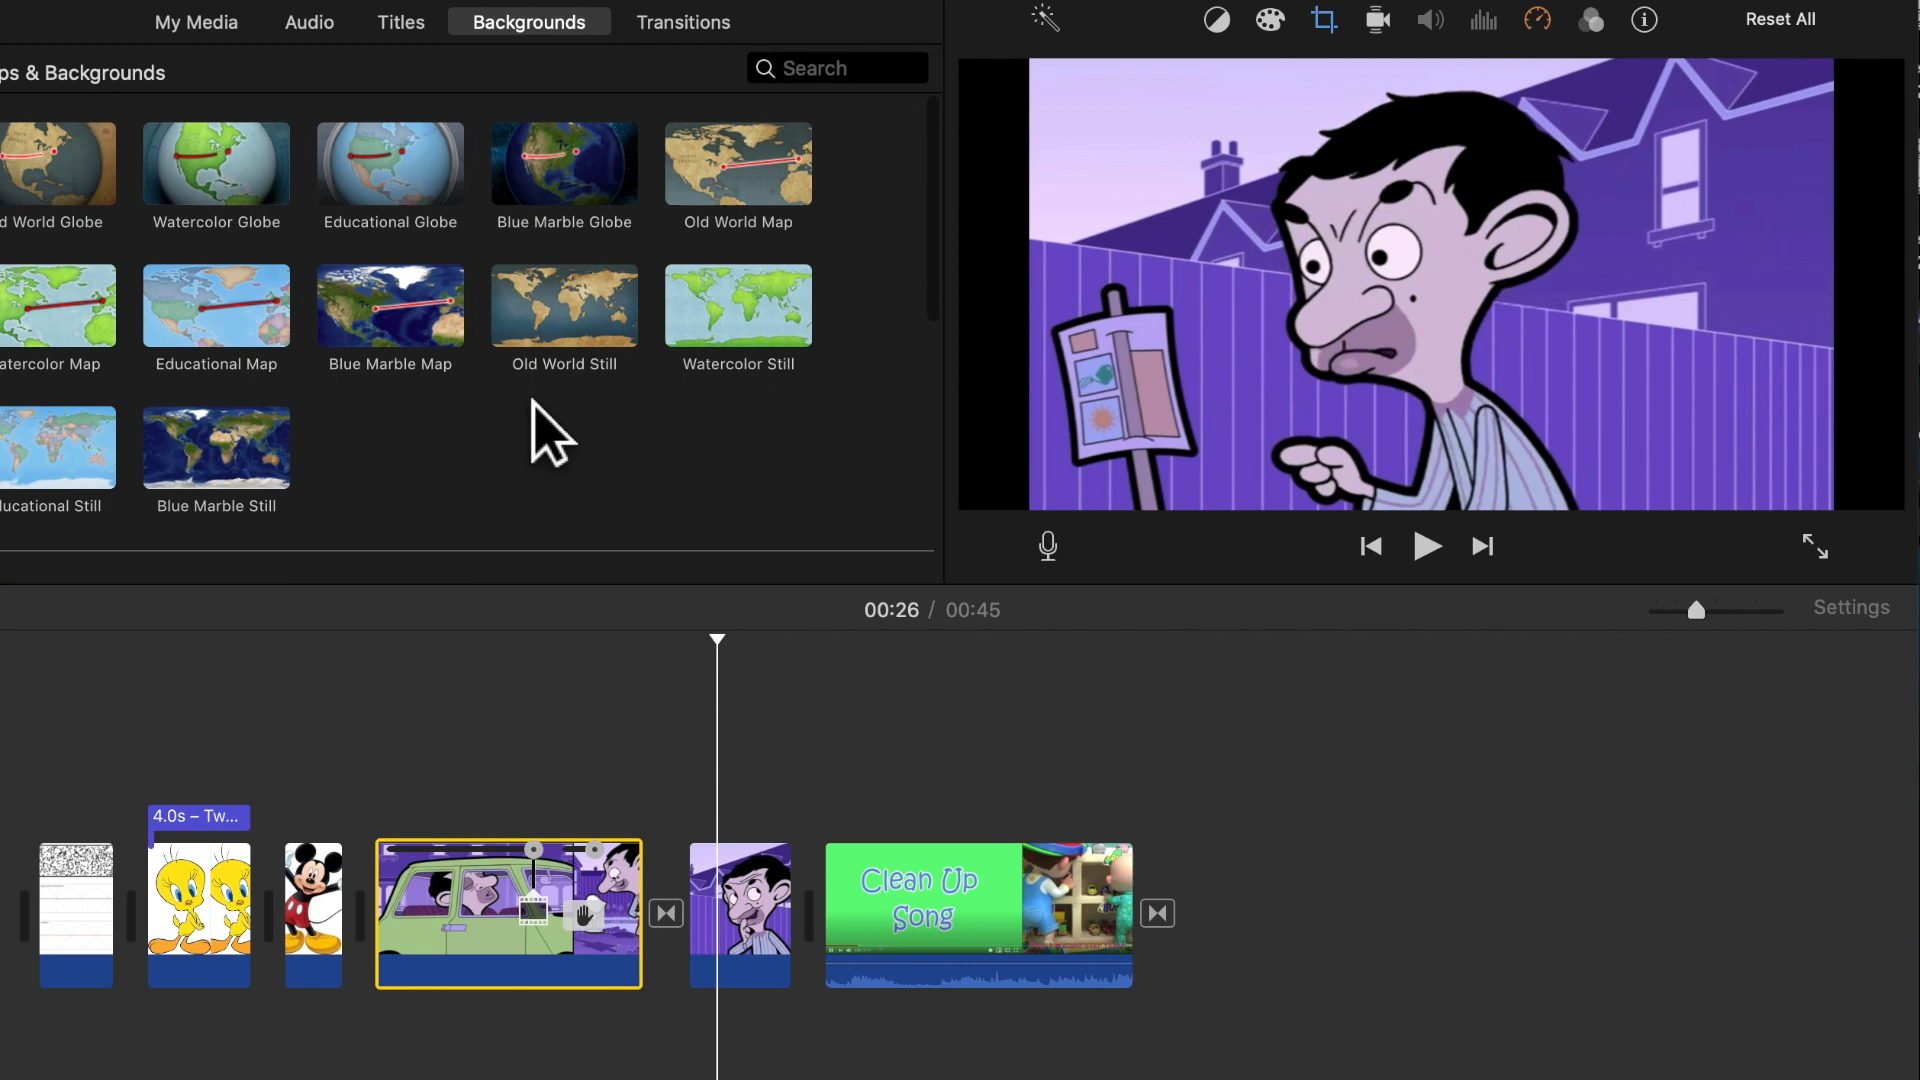 My Media Audio Titles Backgrounds Transitions
Reset All
ps & Backgrounds
Search
d World Globe Watercolor Globe Educational Globe Blue Marble Globe Old World Map
atercolor Map Educational Map Blue Marble Map Old World Still Watercolor Still
ucational Still Blue Marble Still
00:26 / 00:45
Settings
4.0s – Tw...
Clean Up
Song